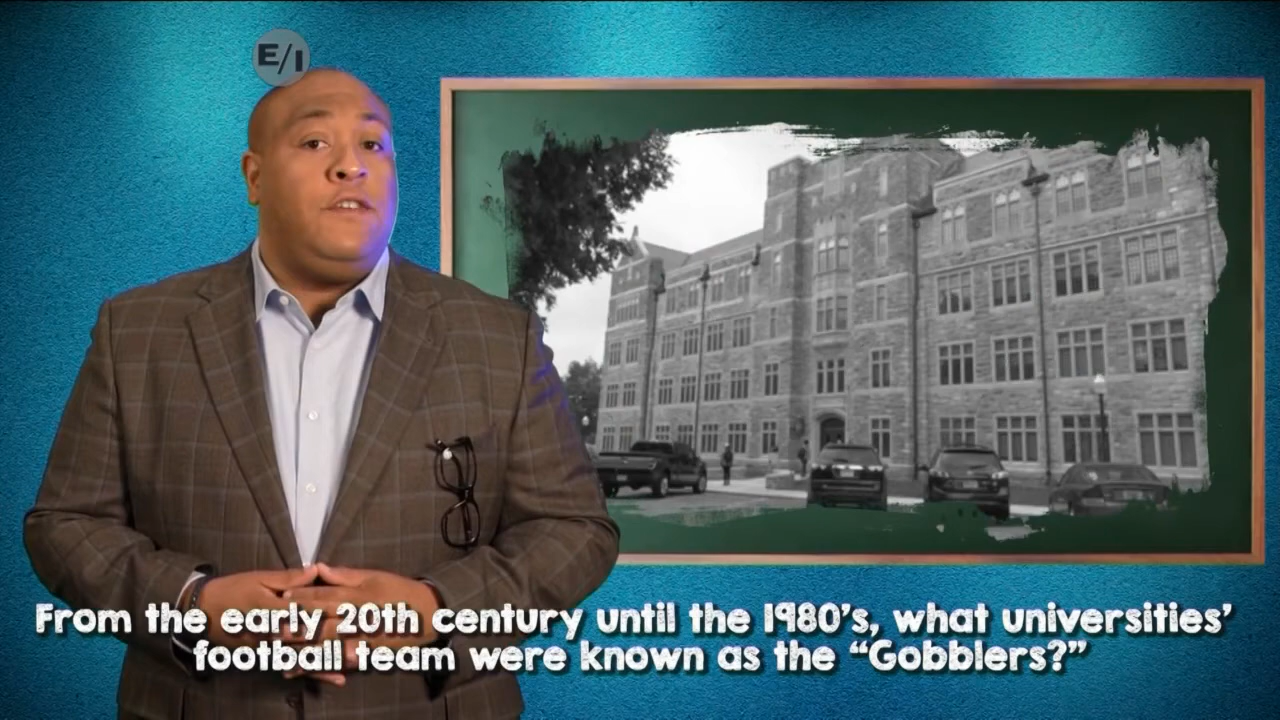 E/I
From the early 20th century until the 1980's, what universities'
football team were known as the "Gobblers?"